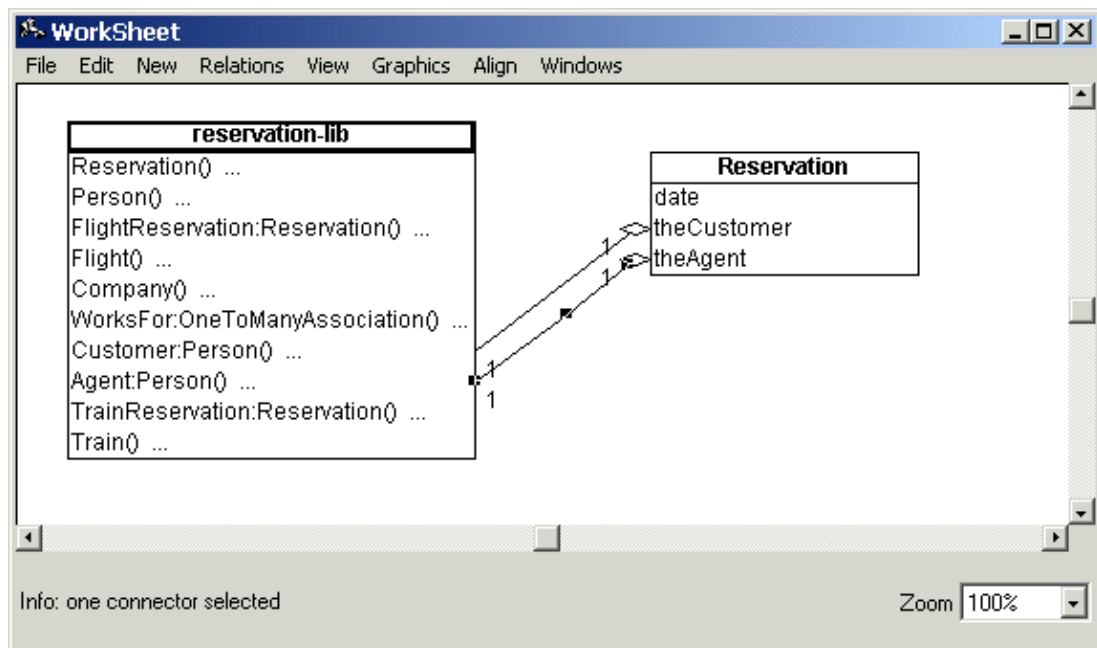 WorkSheet
File Edit New Relations View Graphics Align Windows
reservation-lib
Reservation() ...
Person() ...
FlightReservation:Reservation() ...
Flight() ...
Company() ...
WorksFor:OneToManyAssociation() ...
Customer:Person() ...
Agent:Person() ...
TrainReservation:Reservation() ...
Train() ...
1
1
1
1
Reservation
date
theCustomer
theAgent
Info: one connector selected
Zoom 100%